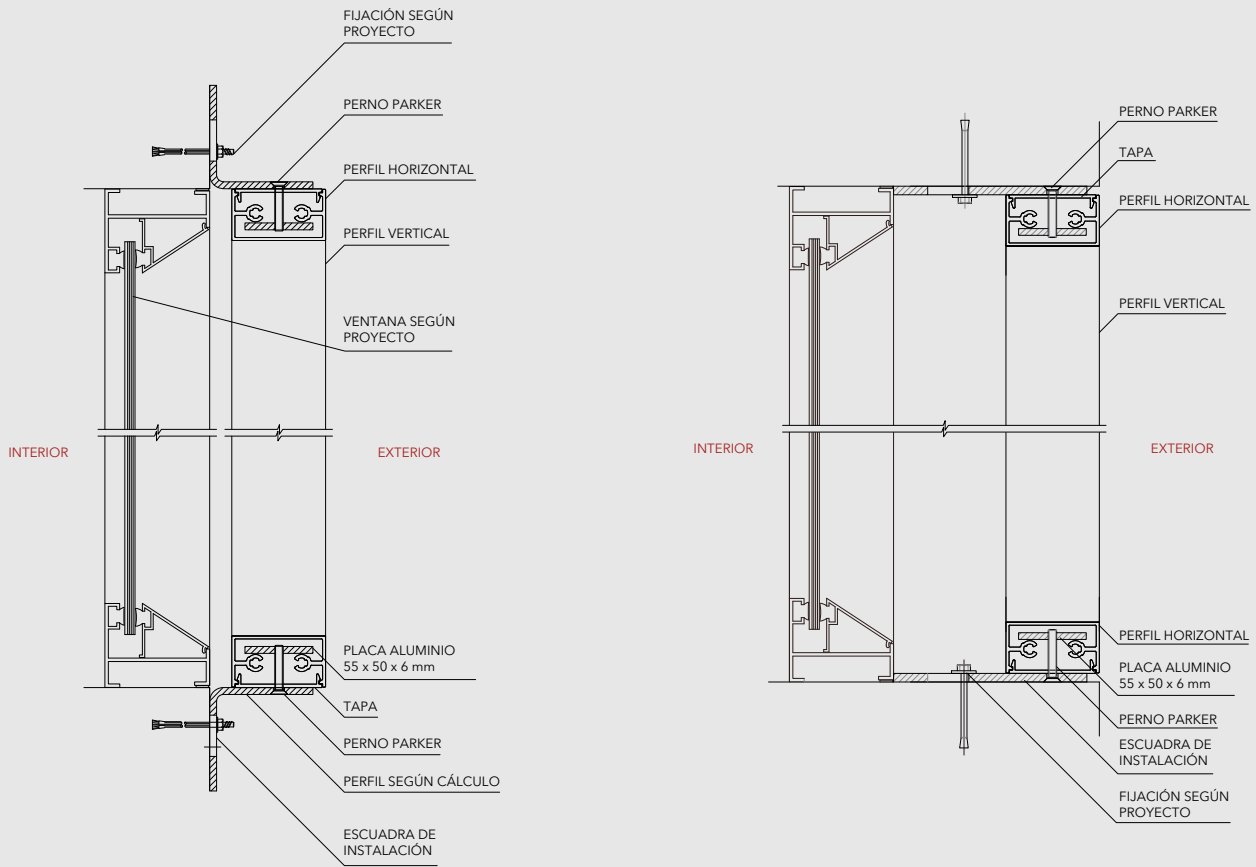 FIJACIÓN SEGÚN
PROYECTO
PERNO PARKER
PERFIL HORIZONTAL
PERFIL VERTICAL
VENTANA SEGÚN
PROYECTO
INTERIOR
EXTERIOR
PLACA ALUMINIO
55 x 50 x 6 mm
TAPA
PERNO PARKER
PERFIL SEGÚN CÁLCULO
ESCUADRA DE
INSTALACIÓN
PERNO PARKER
TAPA
PERFIL HORIZONTAL
PERFIL VERTICAL
INTERIOR
EXTERIOR
PERFIL HORIZONTAL
PLACA ALUMINIO
55 x 50 x 6 mm
PERNO PARKER
ESCUADRA DE
INSTALACIÓN
FIJACIÓN SEGÚN
PROYECTO